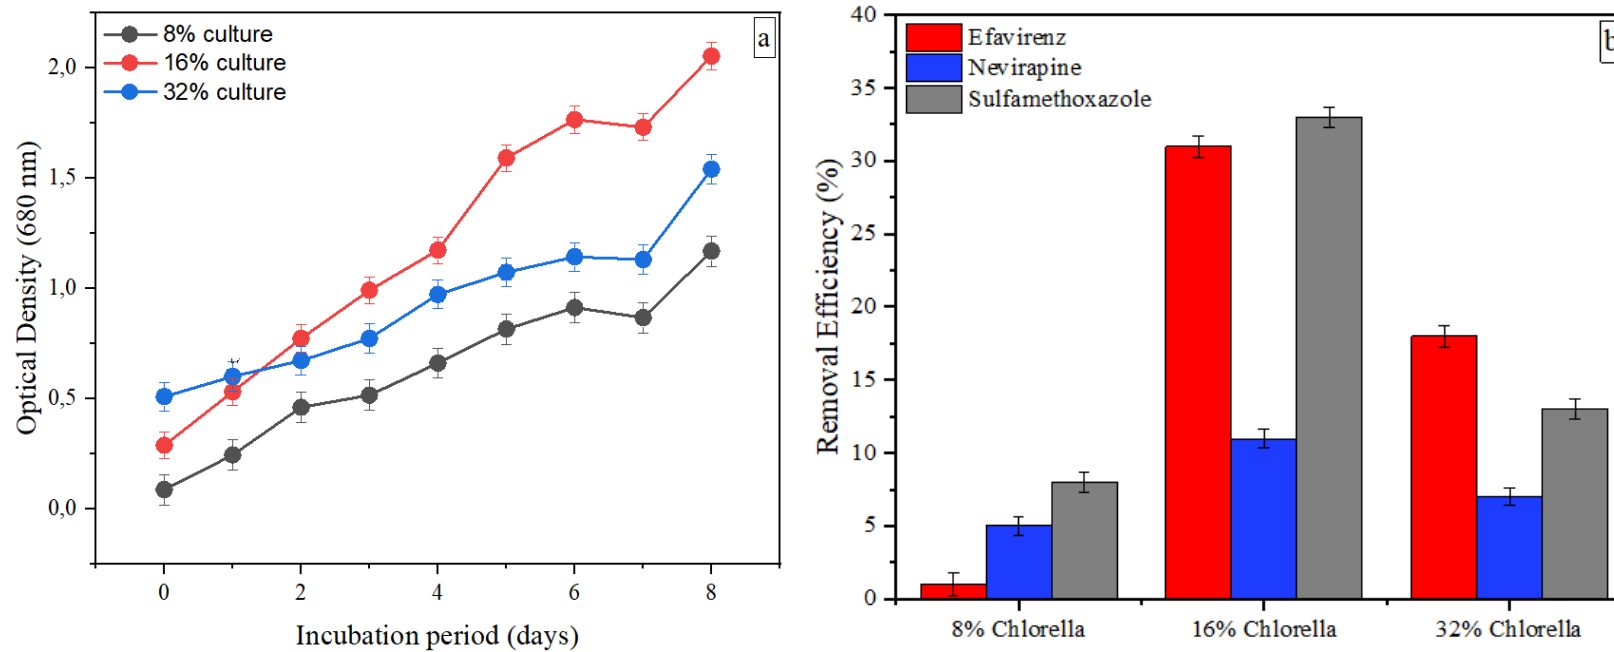 a
8% culture
16% culture
32% culture
Optical Density (680 nm)
2,0
1,5
1,0
0,5
0,0
0 2 4 6 8
Incubation period (days)
b
Efavirenz
Nevirapine
Sulfamethoxazole
Removal Efficiency (%)
40
35
30
25
20
15
10
5
0
8% Chlorella 16% Chlorella 32% Chlorella